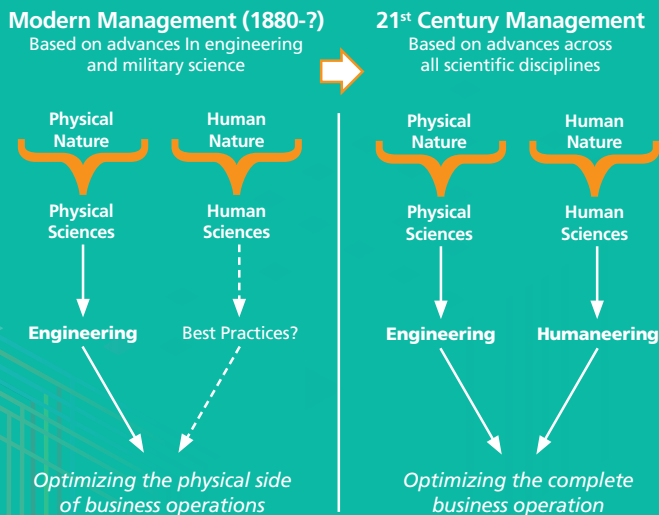 Modern Management (1880-?)
Based on advances In engineering
and military science
Physical
Nature
Human
Nature
Physical
Sciences
Human
Sciences
Engineering
Best Practices?
Optimizing the physical side
of business operations
21st Century Management
Based on advances across
all scientific disciplines
Physical
Nature
Human
Nature
Physical
Sciences
Human
Sciences
Engineering
Humaneering
Optimizing the complete
business operation